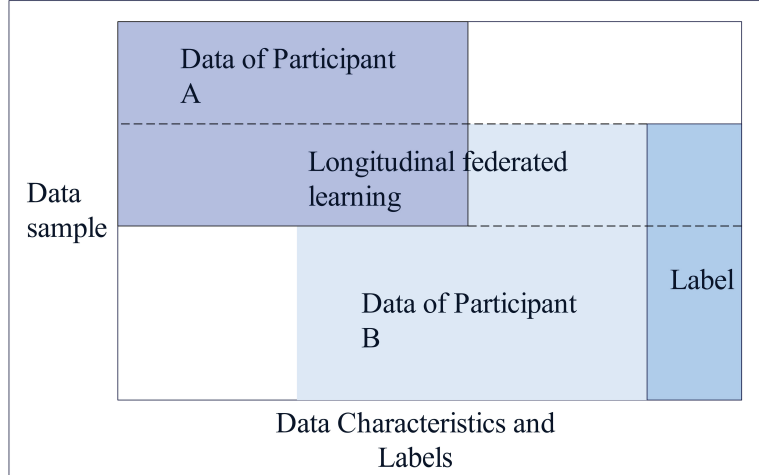 Data of Participant
A
Longitudinal federated
learning
Data
sample
Label
Data of Participant
B
Data Characteristics and
Labels